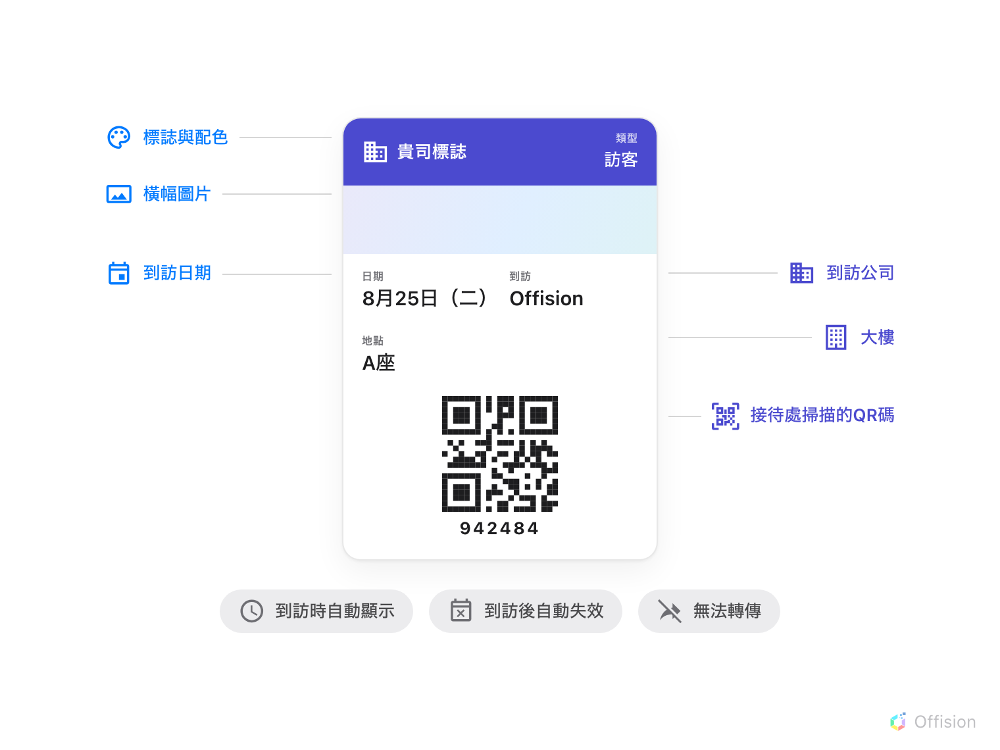 標誌與配色
橫幅圖片
到訪日期
貴司標誌
類型
訪客
日期
8月25日（二）
到訪
Offision
地點
A座
942484
到訪公司
大樓
接待處掃描的QR碼
到訪時自動顯示
到訪後自動失效
無法轉傳
Offision